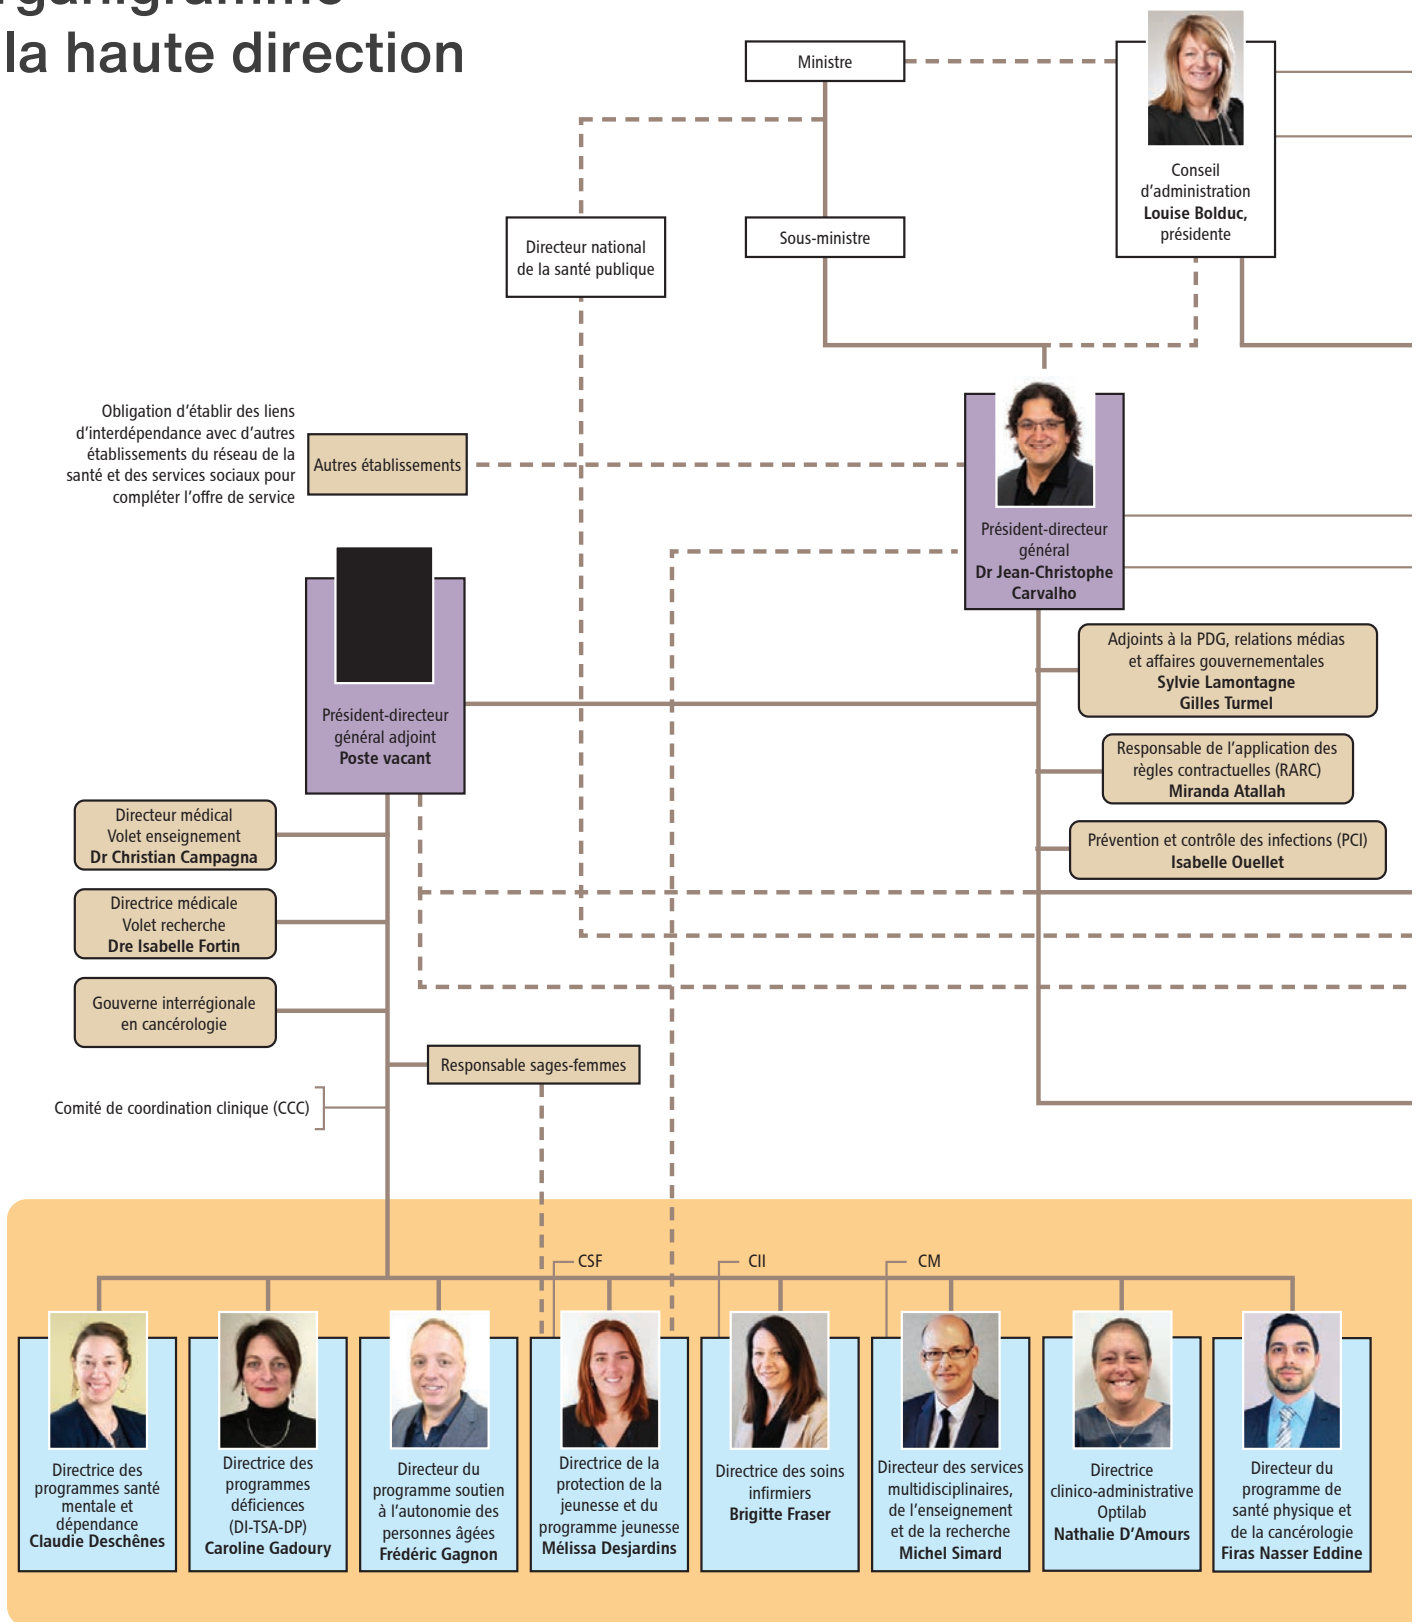 la haute direction
Ministre
Conseil
d'administration
Louise Bolduc,
présidente
Directeur national
de la santé publique
Sous-ministre
Obligation d'établir des liens
d'interdépendance avec d'autres
établissements du réseau de la
santé et des services sociaux pour
compléter l'offre de service
Autres établissements
Président-directeur
général
Dr Jean-Christophe
Carvalho
Président-directeur
général adjoint
Poste vacant
Adjoints à la PDG, relations médias
et affaires gouvernementales
Sylvie Lamontagne
Gilles Turmel
Responsable de l'application des
règles contractuelles (RARC)
Miranda Atallah
Prévention et contrôle des infections (PCI)
Isabelle Ouellet
Directeur médical
Volet enseignement
Dr Christian Campagna
Directrice médicale
Volet recherche
Dre Isabelle Fortin
Gouverne interrégionale
en cancérologie
Responsable sages-femmes
Comité de coordination clinique (CCC)
CSF
CII
CM
Directrice des
programmes santé
mentale et
dépendance
Claudie Deschênes
Directrice des
programmes
déficiences
(DI-TSA-DP)
Caroline Gadoury
Directeur du
programme soutien
à l'autonomie des
personnes âgées
Frédéric Gagnon
Directrice de la
protection de la
jeunesse et du
programme jeunesse
Mélissa Desjardins
Directrice des soins
infirmiers
Brigitte Fraser
Directeur des services
multidisciplinaires,
de l'enseignement
et de la recherche
Michel Simard
Directrice
clinico-administrative
Optilab
Nathalie D'Amours
Directeur du
programme de
santé physique et
de la cancérologie
Firas Nasser Eddine